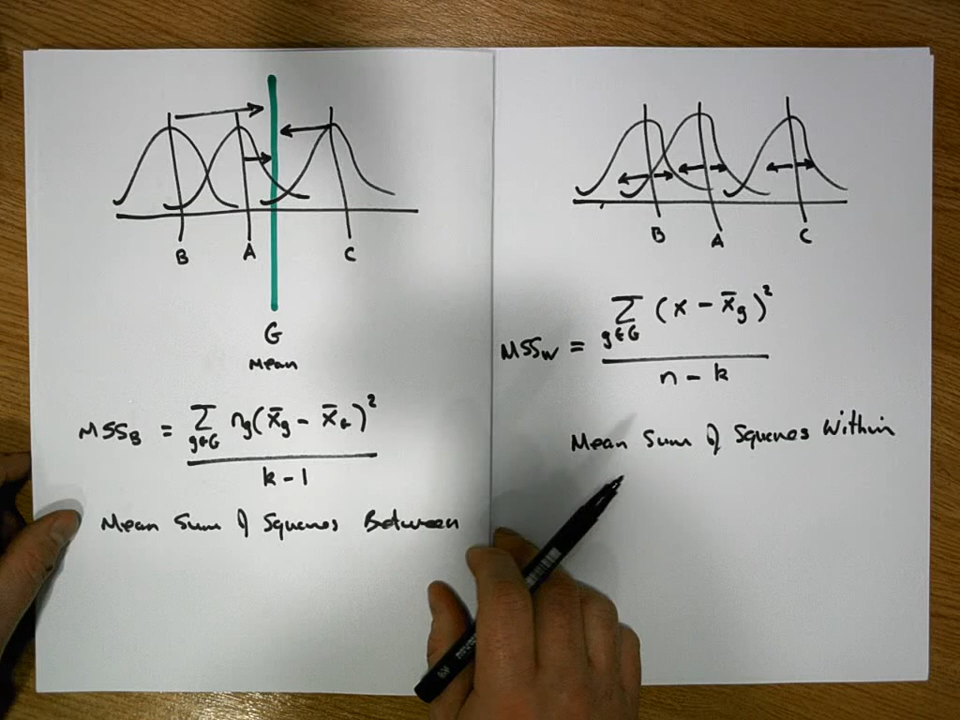 B A C
G
Mean
MSS_B = Σ_{g∈G} n_g(x̄_g - x̄_G)²
k - 1
Mean Sum of Squares Between
B A C
MSS_W = Σ_{g∈G} (x - x̄_g)²
n - k
Mean Sum of Squares Within